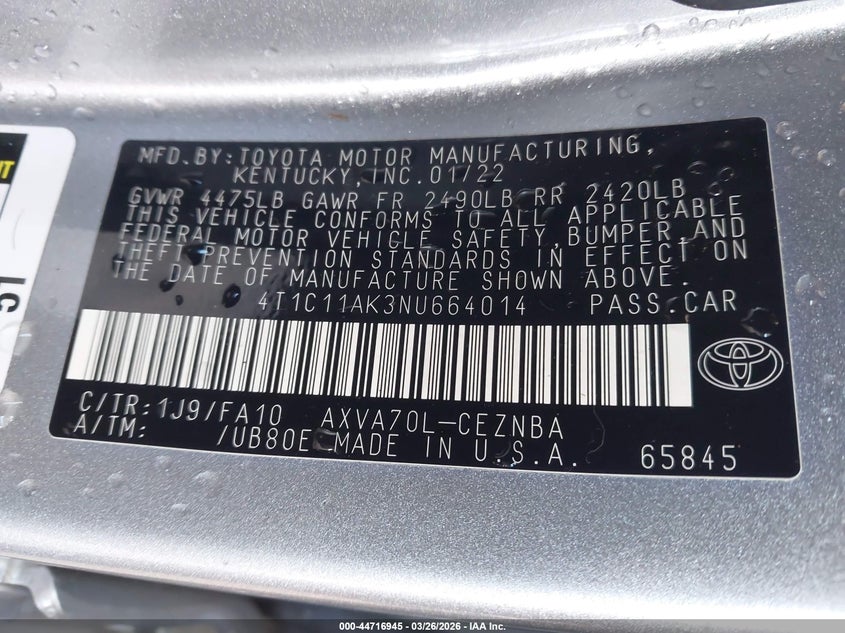 MFD.BY:TOYOTA MOTOR MANUFACTURING,
KENTUCKY,INC.01/22
GVWR 4475LB GAWR FR 2490LB RR 2420LB
THIS VEHICLE CONFORMS TO ALL APPLICABLE
FEDERAL MOTOR VEHICLE SAFETY,BUMPER AND
THEFT PREVENTION STANDARDS IN EFFECT ON
THE DATE OF MANUFACTURE SHOWN ABOVE.
4T1C11AK3NU664014 PASS.CAR
C/TR:1J9/FA10 AXVA70L-CEZNBA
A/TM: /UB80E MADE IN U.S.A. 65845
000-44716945 - 03/26/2026 - IAA Inc.